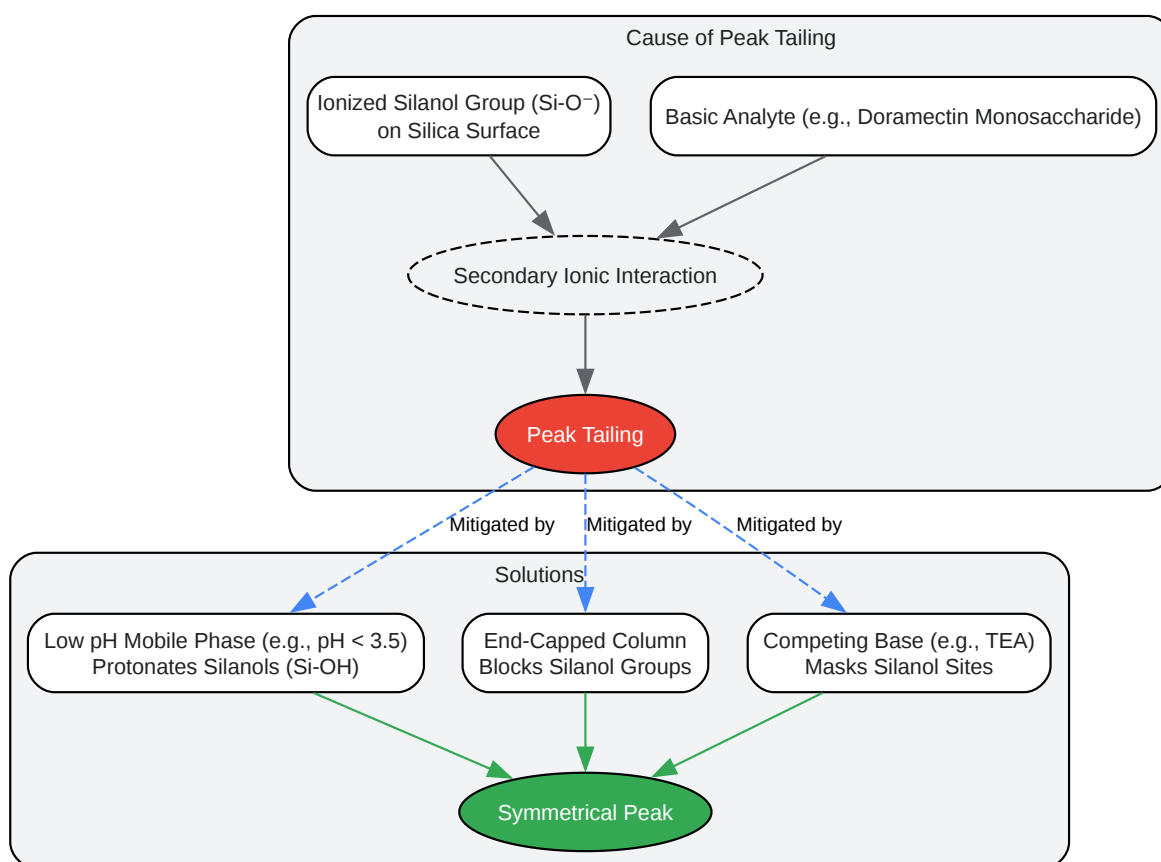 Cause of Peak Tailing
Ionized Silanol Group (Si-O⁻)
on Silica Surface
Basic Analyte (e.g., Doramectin Monosaccharide)
Secondary Ionic Interaction
Peak Tailing
Mitigated by
Mitigated by
Mitigated by
Solutions
Low pH Mobile Phase (e.g., pH < 3.5)
Protonates Silanols (Si-OH)
End-Capped Column
Blocks Silanol Groups
Competing Base (e.g., TEA)
Masks Silanol Sites
Symmetrical Peak